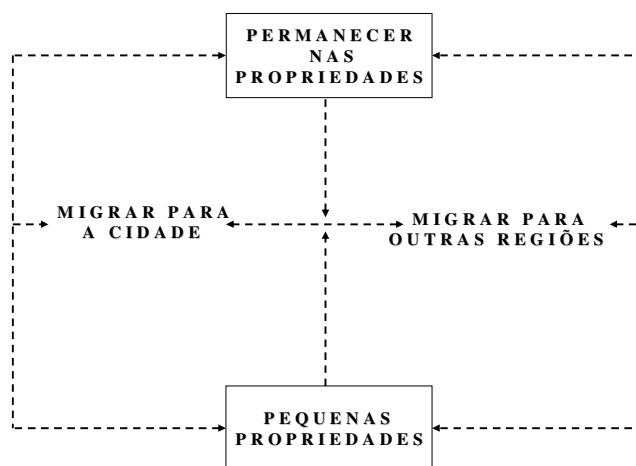 PERMANECER
NAS
PROPRIEDADES
MIGRAR PARA
A CIDADE
MIGRAR PARA
OUTRAS REGIÕES
PEQUENAS
PROPRIEDADES